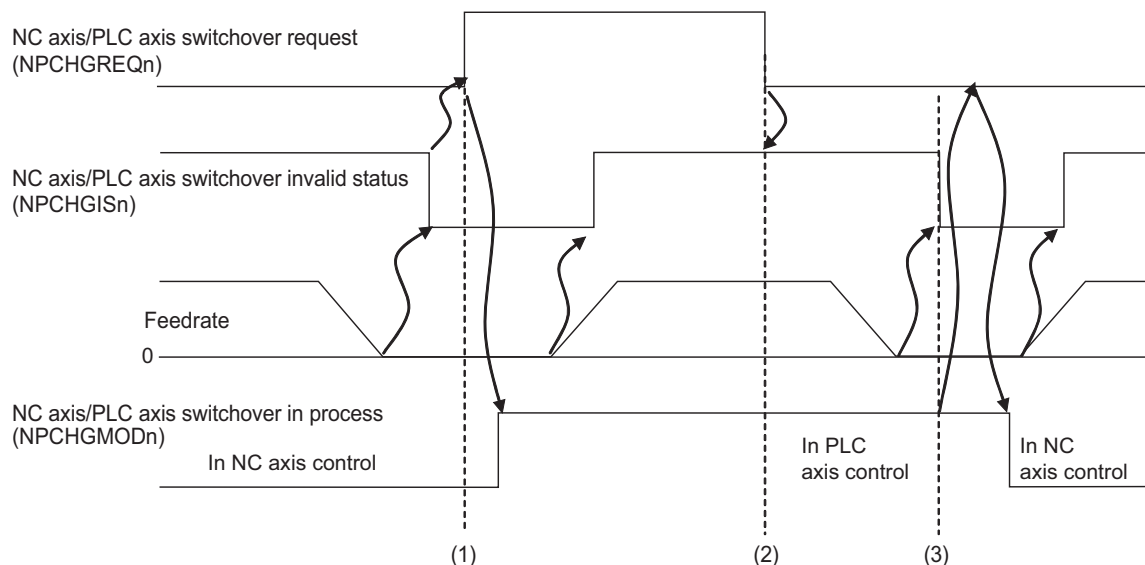 NC axis/PLC axis switchover request
(NPCHGREQn)
NC axis/PLC axis switchover invalid status
(NPCHGISn)
Feedrate
0
NC axis/PLC axis switchover in process
(NPCHGMODn)
In NC axis control
In PLC
axis control
In NC
axis control
(1)
(2)
(3)